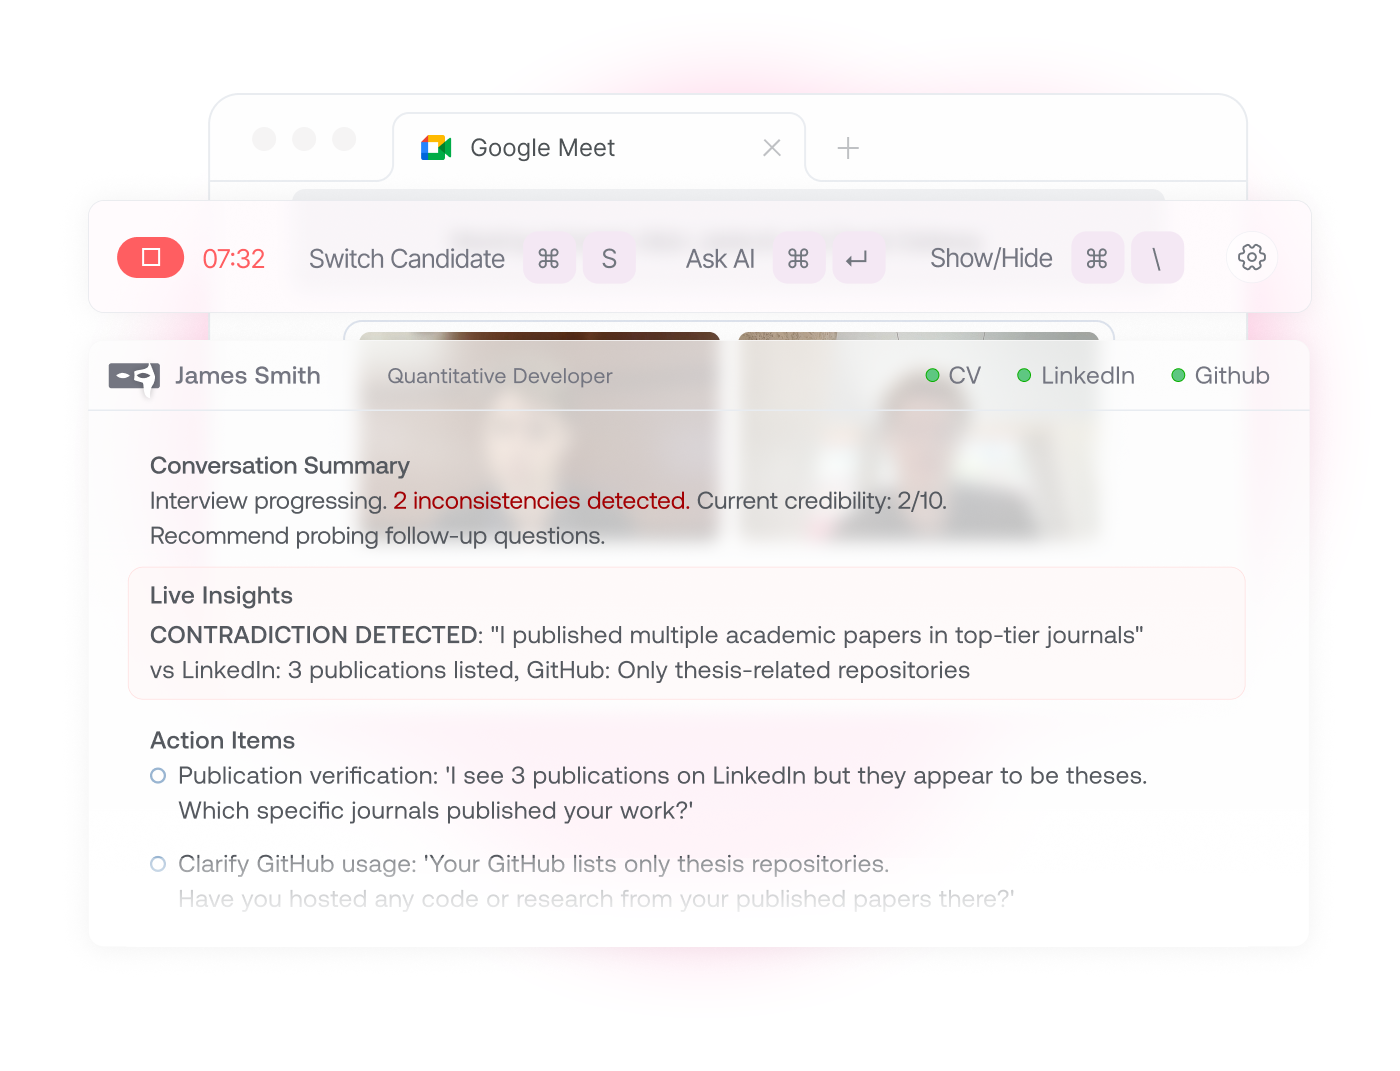 Google Meet
07:32 Switch Candidate ⌘ S Ask AI ⌘ ↵ Show/Hide ⌘ \
James Smith Quantitative Developer CV LinkedIn Github
Conversation Summary
Interview progressing. 2 inconsistencies detected. Current credibility: 2/10.
Recommend probing follow-up questions.
Live Insights
CONTRADICTION DETECTED: "I published multiple academic papers in top-tier journals"
vs LinkedIn: 3 publications listed, GitHub: Only thesis-related repositories
Action Items
Publication verification: 'I see 3 publications on LinkedIn but they appear to be theses.
Which specific journals published your work?'
Clarify GitHub usage: 'Your GitHub lists only thesis repositories.
Have you hosted any code or research from your published papers there?'